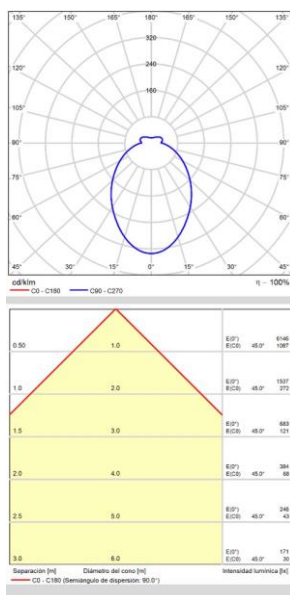 135° 150° 165° 180° 165° 150° 135°
320
120° 120°
240
160
105° 105°
90° 90°
75° 75°
60° 60°
45° 30° 15° 0° 15° 30° 45°
cd/klm η - 100%
C0 - C180 C90 - C270
0.50 1.0 E(0°) 6146
E(C0) 45.0° 1087
1.0 2.0 E(0°) 1537
E(C0) 45.0° 272
1.5 3.0 E(0°) 683
E(C0) 45.0° 121
2.0 4.0 E(0°) 384
E(C0) 45.0° 68
2.5 5.0 E(0°) 246
E(C0) 45.0° 43
3.0 6.0 E(0°) 171
E(C0) 45.0° 30
Separación [m] Diámetro del cono [m] Intensidad lumínica [lx]
C0 - C180 (Semiángulo de dispersión: 90.0°)